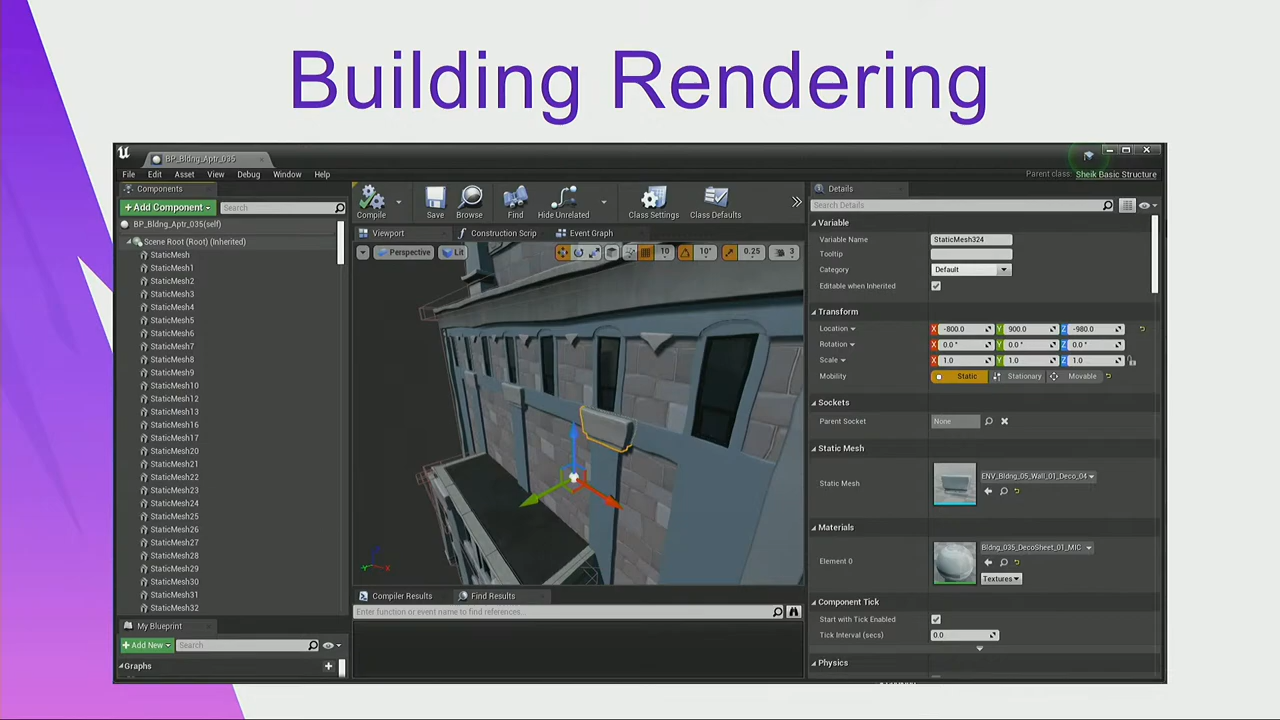 Building Rendering
BP_Bldng_Aptr_035
File Edit Asset View Debug Window Help
Parent class: Sheik Basic Structure
Components
+Add Component
Search
BP_Bldng_Aptr_035(self)
Scene Root (Root) (Inherited)
StaticMesh
StaticMesh1
StaticMesh2
StaticMesh3
StaticMesh4
StaticMesh5
StaticMesh6
StaticMesh7
StaticMesh8
StaticMesh9
StaticMesh10
StaticMesh12
StaticMesh13
StaticMesh16
StaticMesh17
StaticMesh20
StaticMesh21
StaticMesh22
StaticMesh23
StaticMesh24
StaticMesh25
StaticMesh26
StaticMesh27
StaticMesh28
StaticMesh29
StaticMesh30
StaticMesh31
StaticMesh32
My Blueprint
+Add New
Search
Graphs
Compile Save Browse Find Hide Unrelated Class Settings Class Defaults
Viewport Construction Scrip Event Graph
Perspective Lit 10 10° 0.25 3
Compiler Results Find Results
Enter function or event name to find references...
Details
Search Details
Variable
Variable Name StaticMesh324
Tooltip
Category Default
Editable when Inherited
Transform
Location X -800.0 Y 900.0 Z -980.0
Rotation X 0.0° Y 0.0° Z 0.0°
Scale X 1.0 Y 1.0 Z 1.0
Mobility Static Stationary Movable
Sockets
Parent Socket None
Static Mesh
Static Mesh ENV_Bldng_05_Wall_01_Deco_04
Materials
Element 0 Bldng_035_DecoSheet_01_MIC
Textures
Component Tick
Start with Tick Enabled
Tick Interval (secs) 0.0
Physics